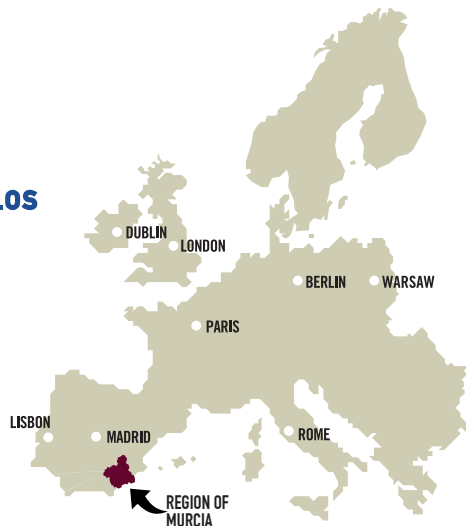 LOS
DUBLIN
LONDON
BERLIN
WARSAW
PARIS
LISBON
MADRID
ROME
REGION OF
MURCIA